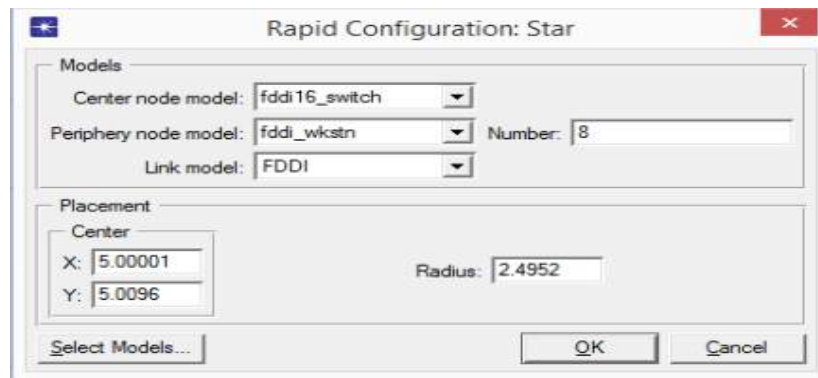 Rapid Configuration: Star
Models
Center node model: fddi16_switch
Periphery node model: fddi_wkstn Number: 8
Link model: FDDI
Placement
Center
X: 5.00001
Radius: 2.4952
Y: 5.0096
Select Models... OK Cancel